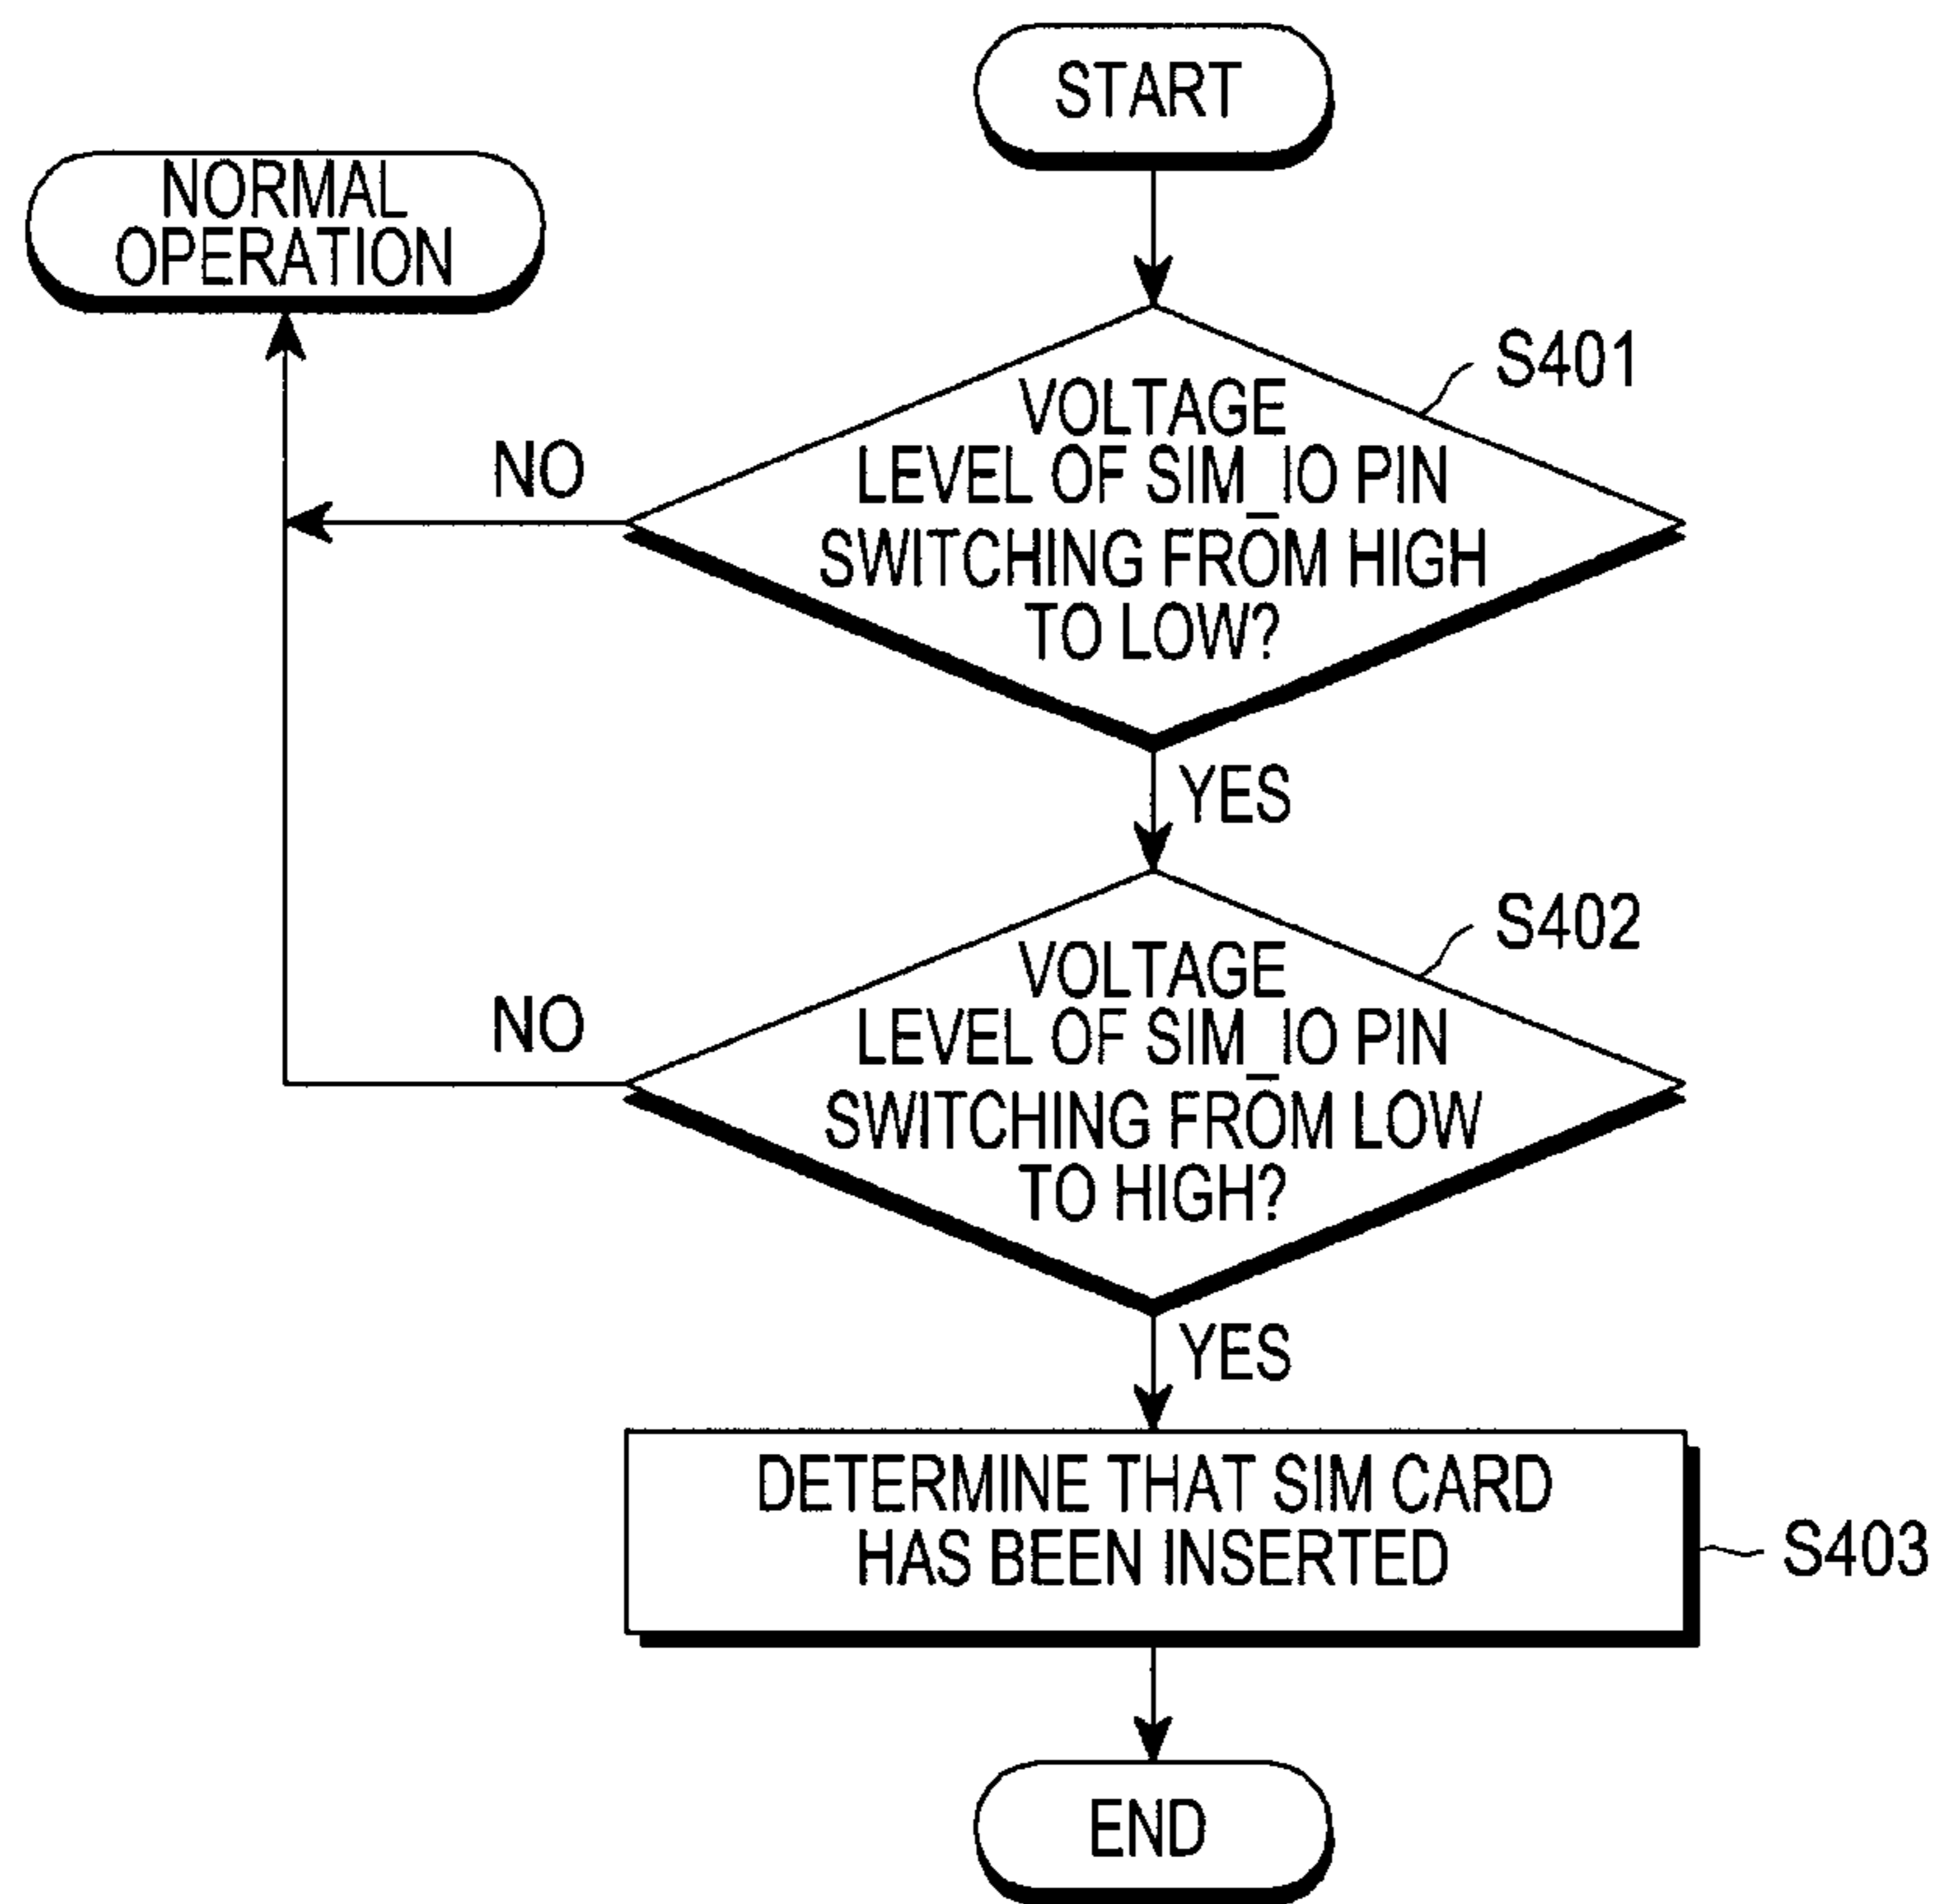 START
NORMAL
OPERATION
S401
VOLTAGE
LEVEL OF SIM_IO PIN
SWITCHING FROM HIGH
TO LOW?
NO
YES
S402
VOLTAGE
LEVEL OF SIM_IO PIN
SWITCHING FROM LOW
TO HIGH?
NO
YES
DETERMINE THAT SIM CARD
HAS BEEN INSERTED
S403
END